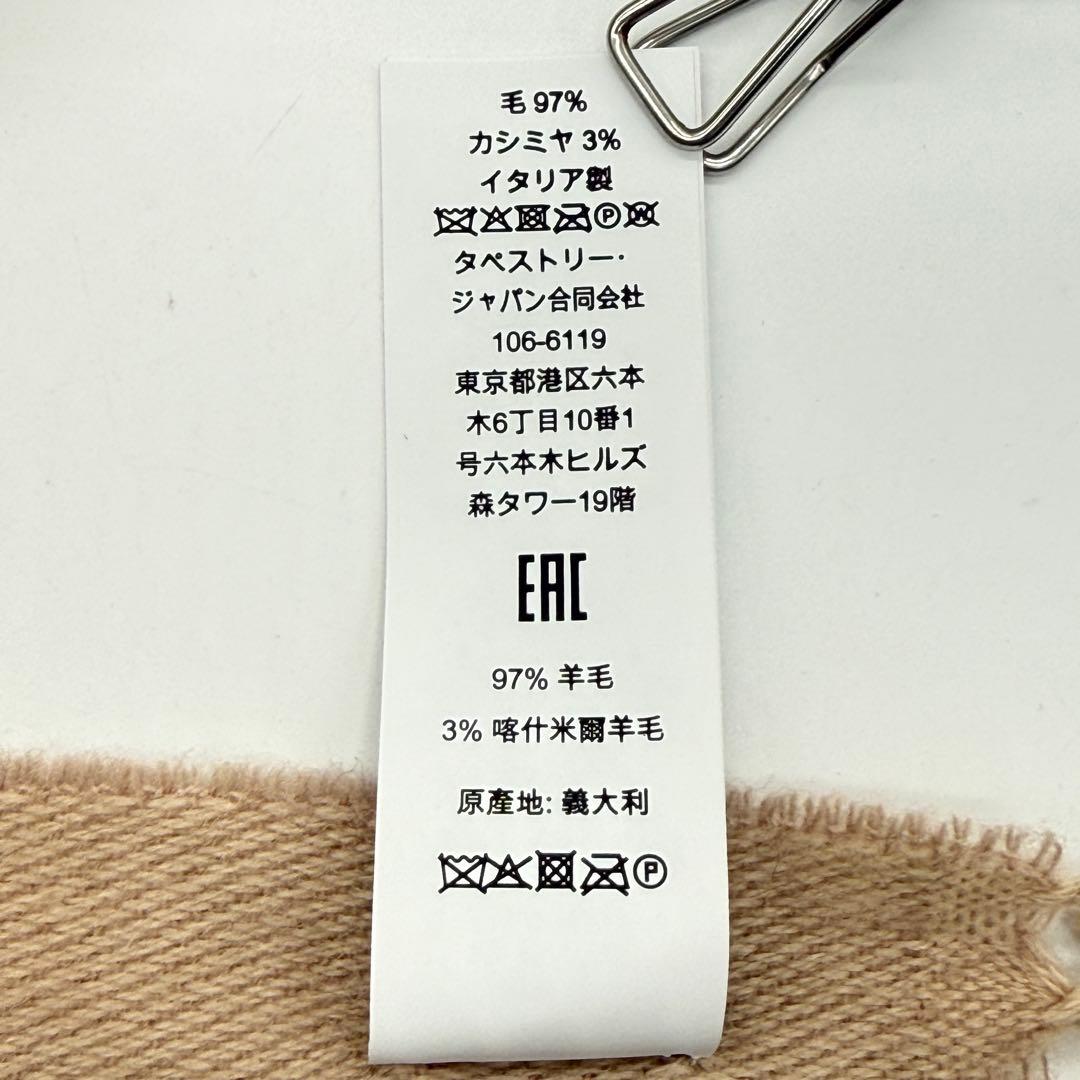 毛 97%
カシミヤ 3%
イタリア製
P W
タペストリー·
ジャパン合同会社
106-6119
東京都港区六本
木6丁目10番1
号六本木ヒルズ
森タワー19階
EAC
97% 羊毛
3% 喀什米爾羊毛
原產地: 義大利
P